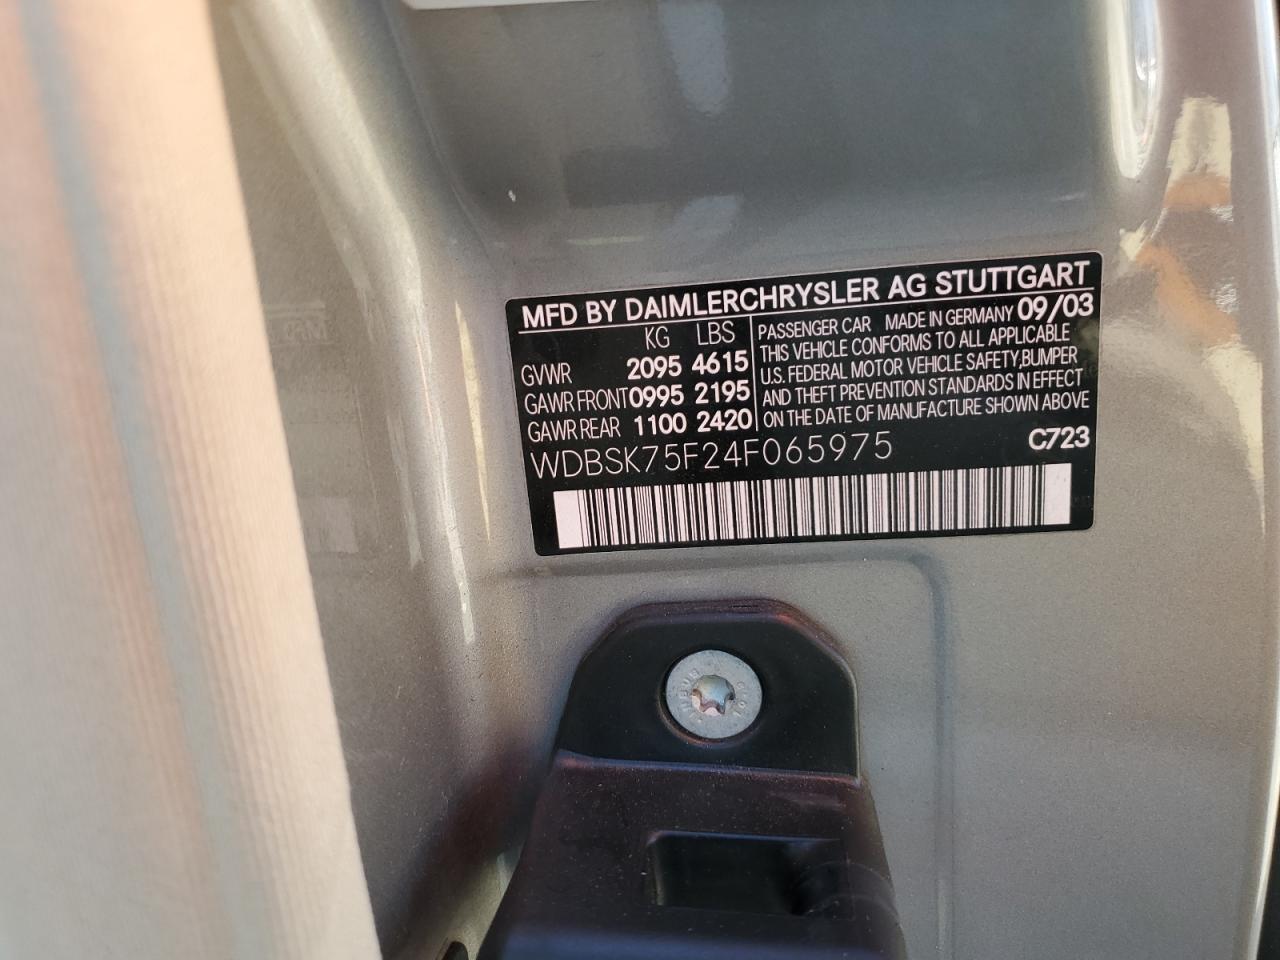 MFD BY DAIMLERCHRYSLER AG STUTTGART
KG LBS
GVWR 2095 4615
GAWR FRONT 0995 2195
GAWR REAR 1100 2420
PASSENGER CAR MADE IN GERMANY 09/03
THIS VEHICLE CONFORMS TO ALL APPLICABLE
U.S. FEDERAL MOTOR VEHICLE SAFETY, BUMPER
AND THEFT PREVENTION STANDARDS IN EFFECT
ON THE DATE OF MANUFACTURE SHOWN ABOVE
WDBSK75F24F065975 C723